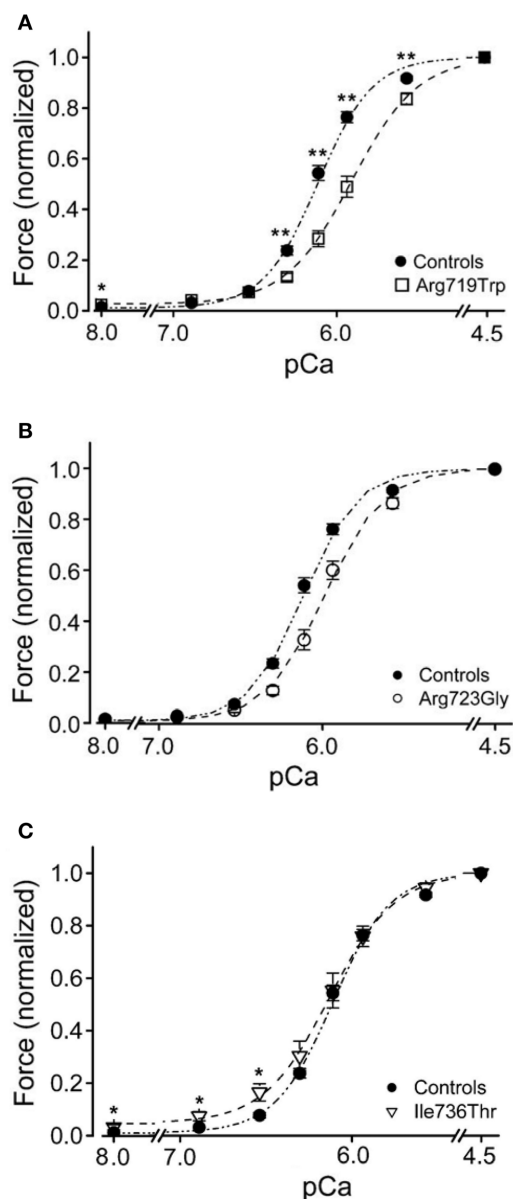 A
**
**
**
**
**
*
1.0
0.8
0.6
0.4
0.2
0.0
Force (normalized)
Controls
Arg719Trp
8.0 7.0 6.0 4.5
pCa
B
1.0
0.8
0.6
0.4
0.2
0.0
Force (normalized)
Controls
Arg723Gly
8.0 7.0 6.0 4.5
pCa
C
1.0
0.8
0.6
0.4
0.2
0.0
Force (normalized)
* * *
Controls
Ile736Thr
8.0 7.0 6.0 4.5
pCa